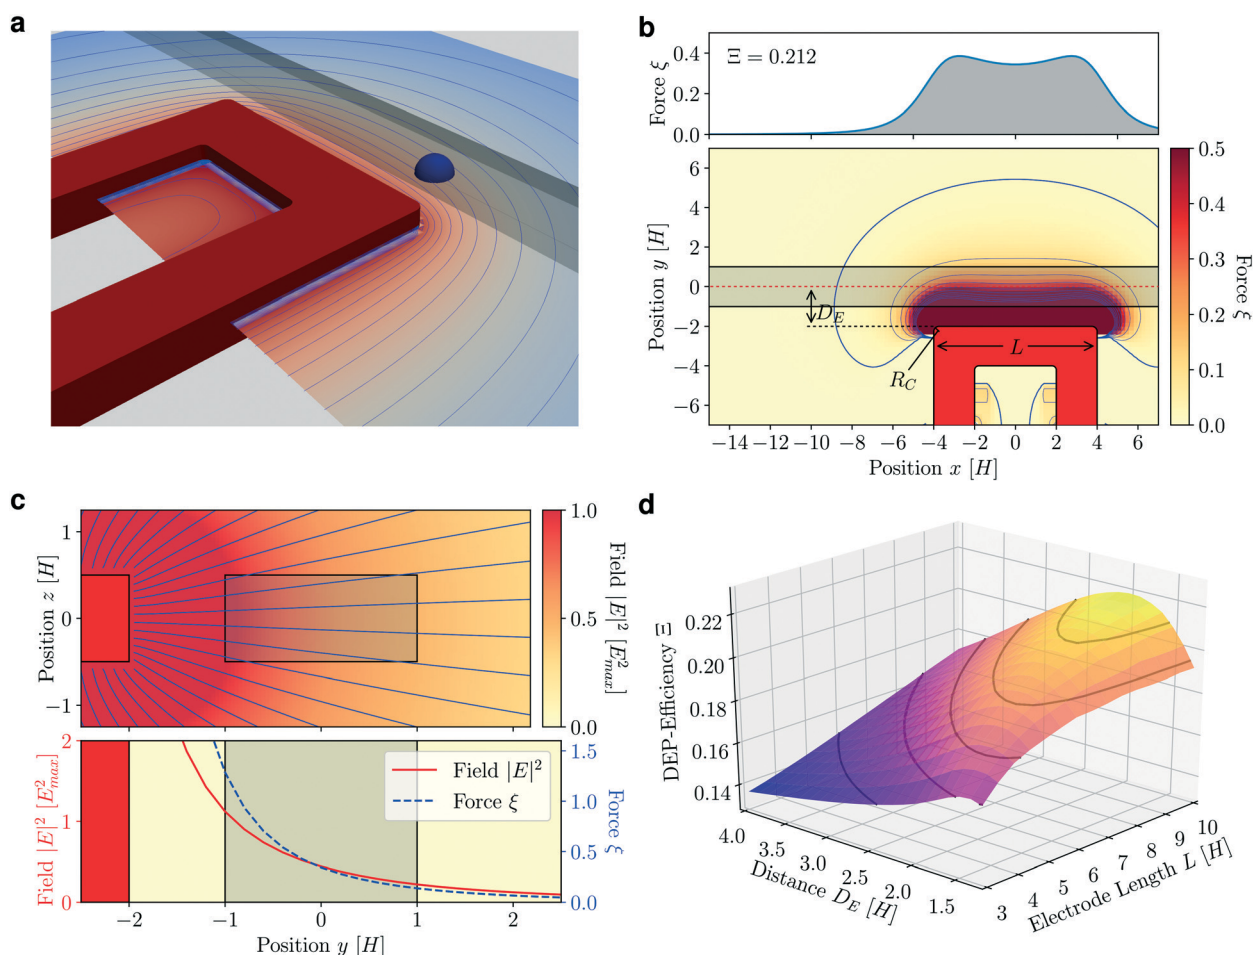 a
b
Force ξ
0.4
0.2
0.0
Ξ = 0.212
Position y [H]
6
4
2
0
−2
−4
−6
D_E
L
R_C
−14 −12 −10 −8 −6 −4 −2 0 2 4 6
Position x [H]
0.5
0.4
0.3
0.2
0.1
0.0
Force ξ
c
Position z [H]
1
0
−1
1.0
0.5
0.0
Field |E|² [E²max]
Field |E|² [E²max]
2
1
0
Field |E|²
Force ξ
1.5
1.0
0.5
0.0
Force ξ
−2 −1 0 1 2
Position y [H]
d
DEP-Efficiency Ξ
0.22
0.20
0.18
0.16
0.14
4.0 3.5 3.0 2.5 2.0 1.5
Distance D_E [H]
3 4 5 6 7 8 9 10
Electrode Length L [H]